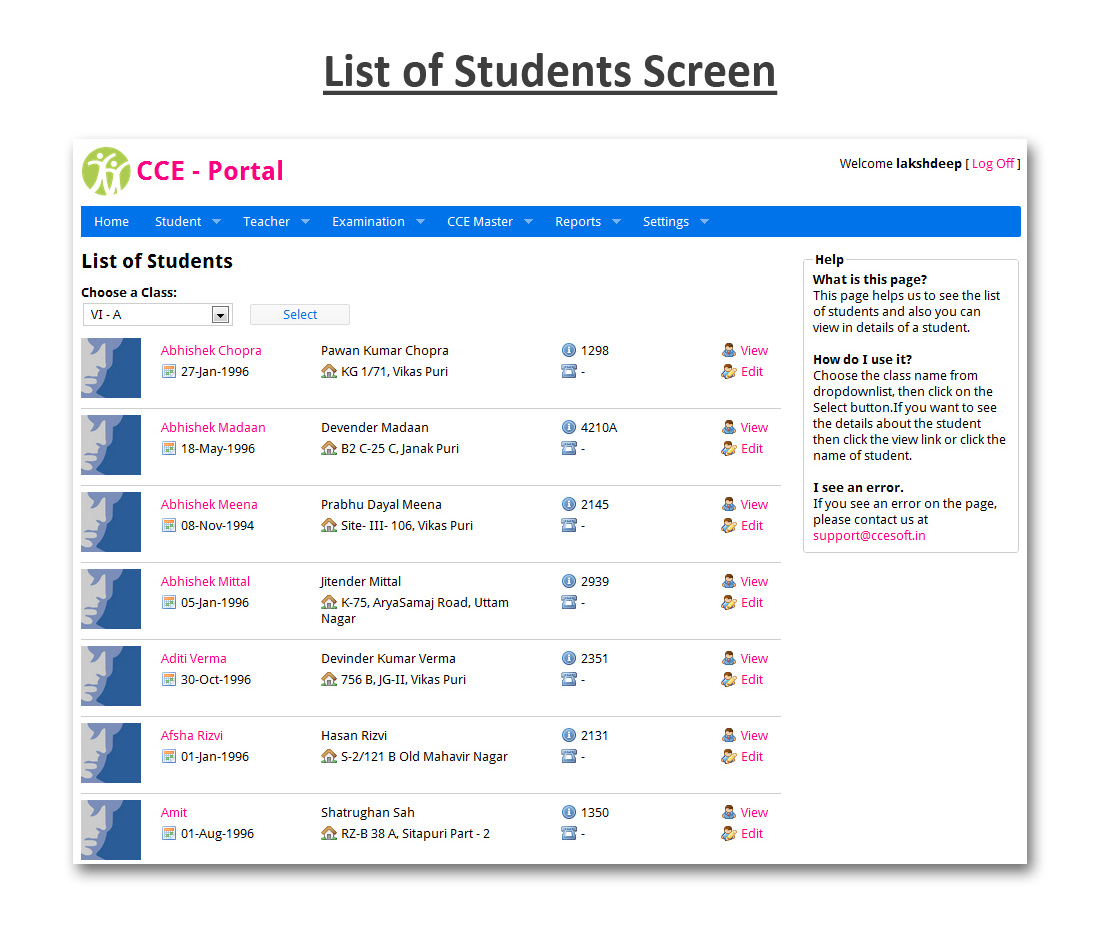 List of Students Screen
CCE - Portal
Welcome lakshdeep [ Log Off ]
Home Student Teacher Examination CCE Master Reports Settings
List of Students
Choose a Class:
VI - A Select
Abhishek Chopra Pawan Kumar Chopra 1298 View
27-Jan-1996 KG 1/71, Vikas Puri - Edit
Abhishek Madaan Devender Madaan 4210A View
18-May-1996 B2 C-25 C, Janak Puri - Edit
Abhishek Meena Prabhu Dayal Meena 2145 View
08-Nov-1994 Site- III- 106, Vikas Puri - Edit
Abhishek Mittal Jitender Mittal 2939 View
05-Jan-1996 K-75, AryaSamaj Road, Uttam - Edit
Nagar
Aditi Verma Devinder Kumar Verma 2351 View
30-Oct-1996 756 B, JG-II, Vikas Puri - Edit
Afsha Rizvi Hasan Rizvi 2131 View
01-Jan-1996 S-2/121 B Old Mahavir Nagar - Edit
Amit Shatrughan Sah 1350 View
01-Aug-1996 RZ-B 38 A, Sitapuri Part - 2 - Edit
Help
What is this page?
This page helps us to see the list
of students and also you can
view in details of a student.
How do I use it?
Choose the class name from
dropdownlist, then click on the
Select button.If you want to see
the details about the student
then click the view link or click the
name of student.
I see an error.
If you see an error on the page,
please contact us at
support@ccesoft.in